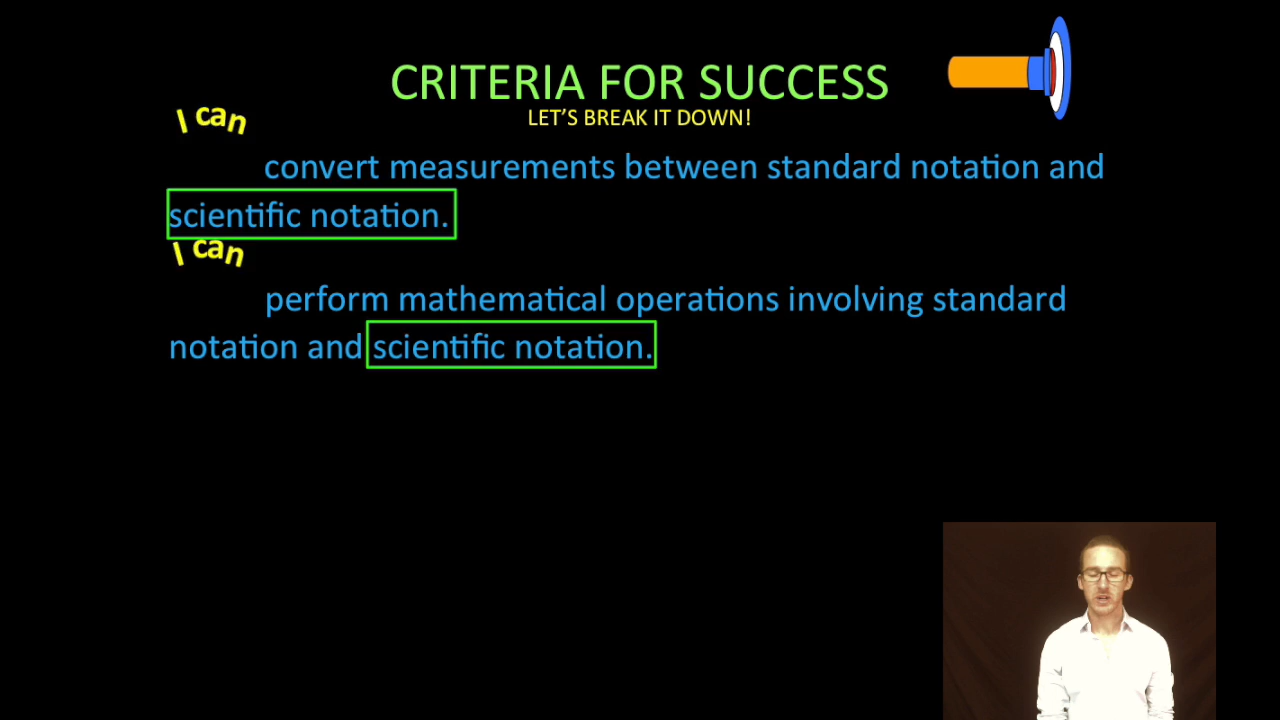 CRITERIA FOR SUCCESS
LET'S BREAK IT DOWN!
I can
convert measurements between standard notation and
scientific notation.
I can
perform mathematical operations involving standard
notation and scientific notation.